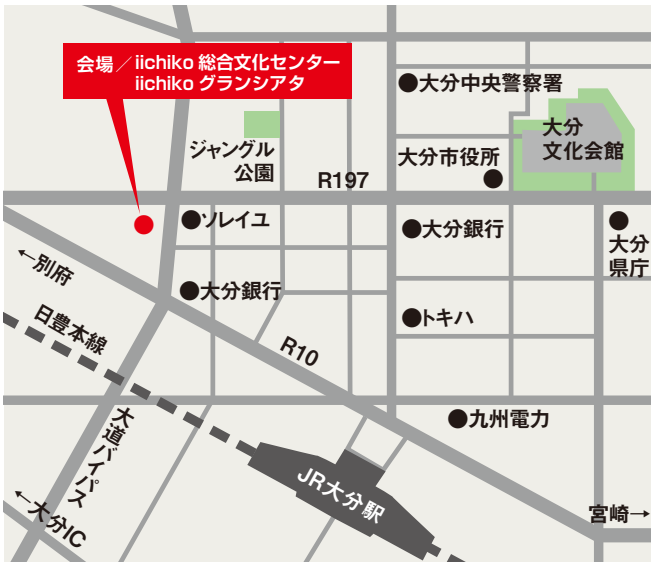 会場／iichiko 総合文化センター
iichiko グランシアタ
●大分中央警察署
ジャングル
公園
大分市役所
●
大分
文化会館
R197
●ソレイユ
●大分銀行
●
大分
県庁
←別府
●大分銀行
●トキハ
日豊本線
R10
●九州電力
大道バイパス
JR大分駅
←大分IC
宮崎→